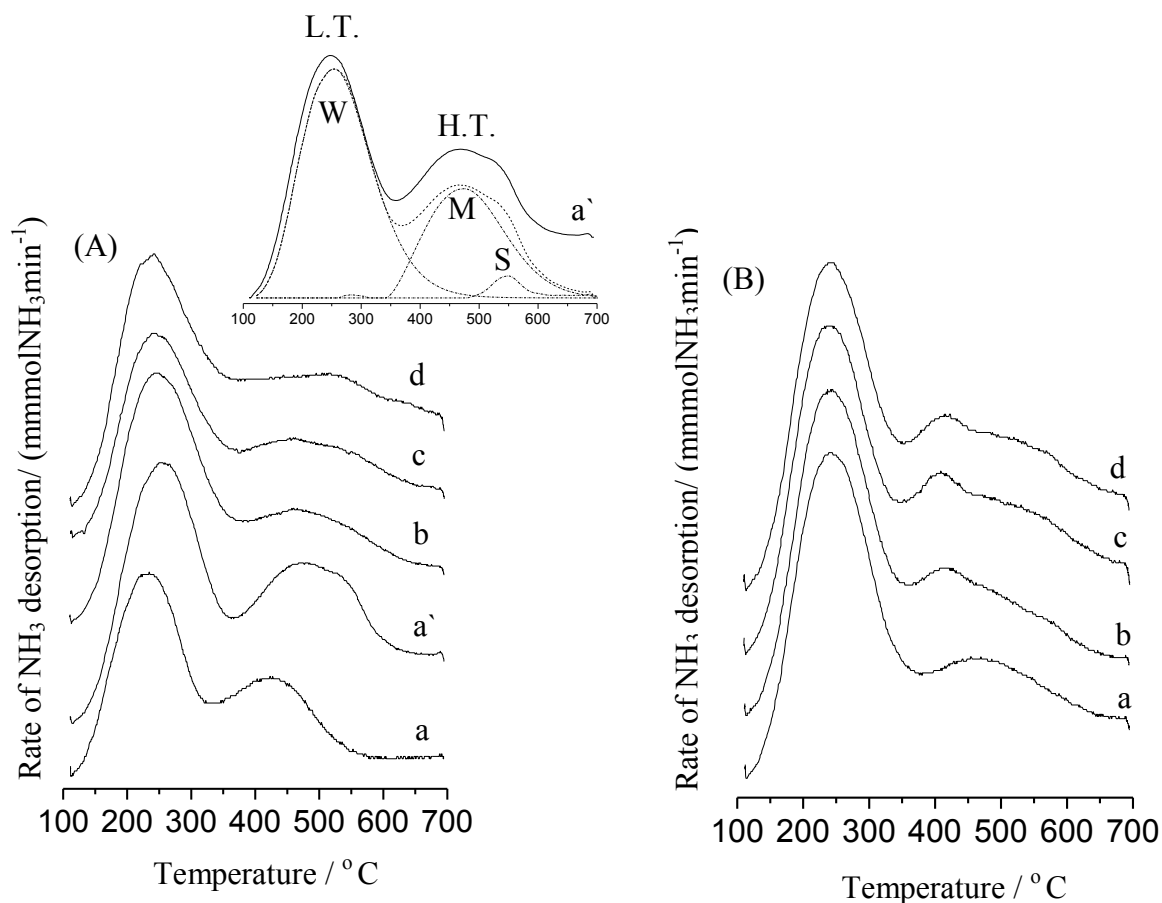 L.T.
W
H.T.
M
S
a`
100 200 300 400 500 600 700
(A)
Rate of NH3 desorption/ (mmmolNH3min-1)
d
c
b
a`
a
100 200 300 400 500 600 700
Temperature / o C
(B)
Rate of NH3 desorption/ (mmmolNH3min-1)
d
c
b
a
100 200 300 400 500 600 700
Temperature / o C